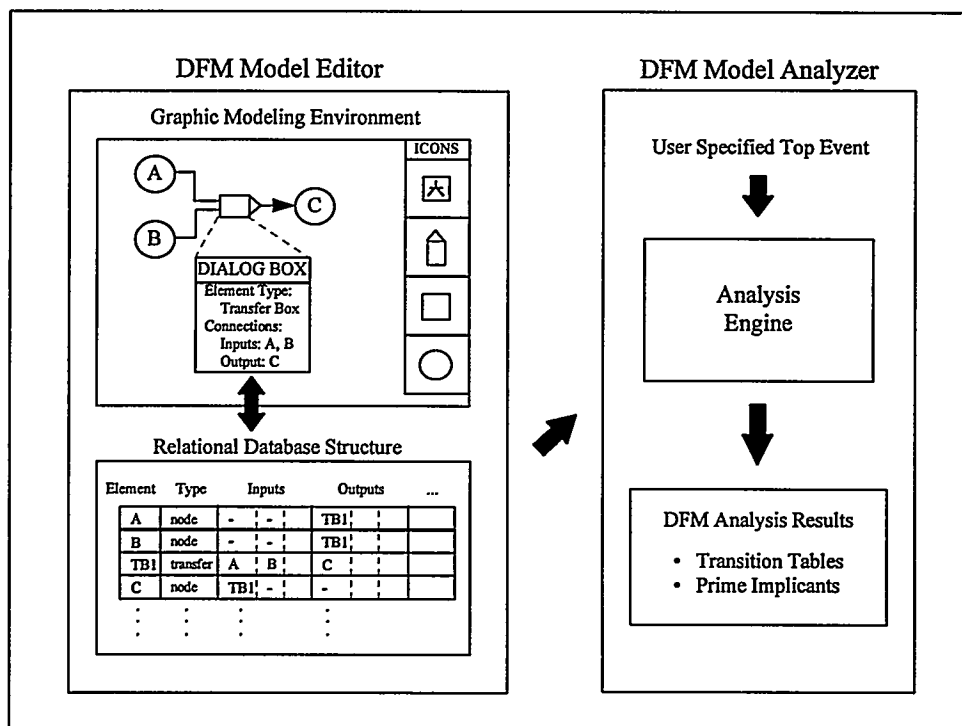 DFM Model Editor
Graphic Modeling Environment
A
B
C
ICONS
DIALOG BOX
Element Type:
Transfer Box
Connections:
Inputs: A, B
Output: C
Relational Database Structure
Element Type Inputs Outputs ...
A node - - TB1
B node - - TB1
TB1 transfer A B C
C node TB1 - -
DFM Model Analyzer
User Specified Top Event
Analysis
Engine
DFM Analysis Results
• Transition Tables
• Prime Implicants